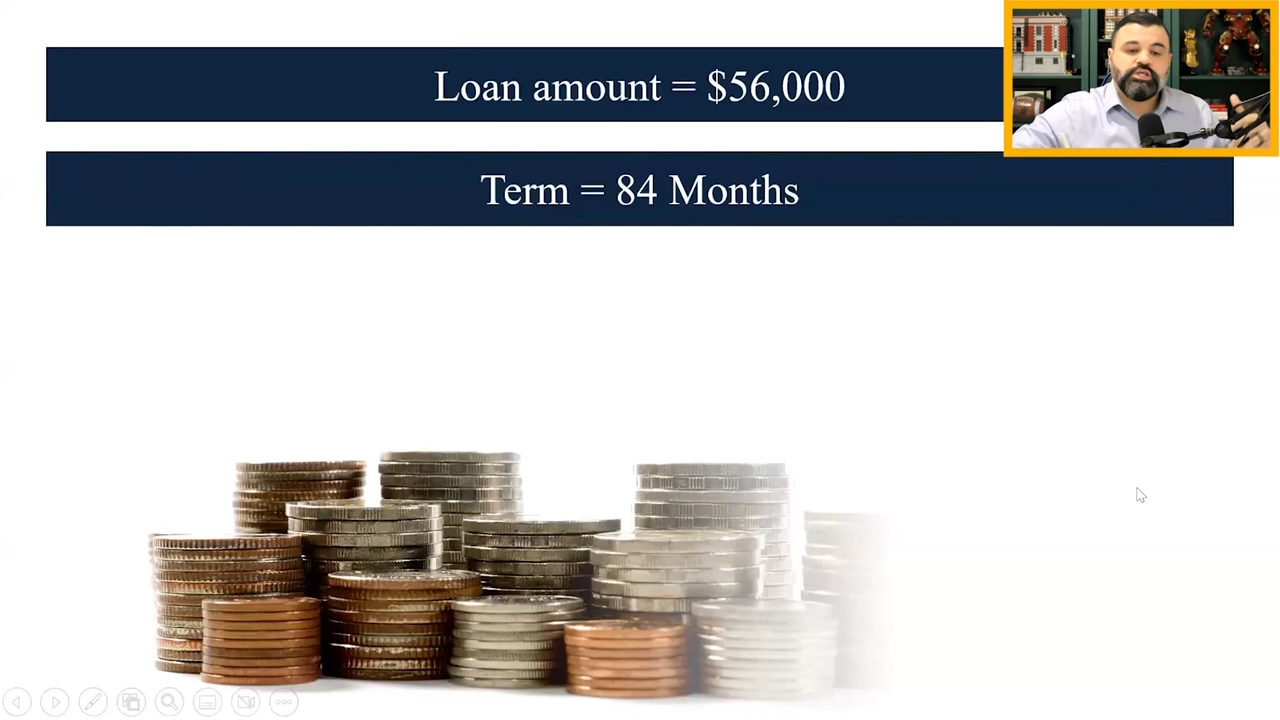 Loan amount = $56,000
Term = 84 Months